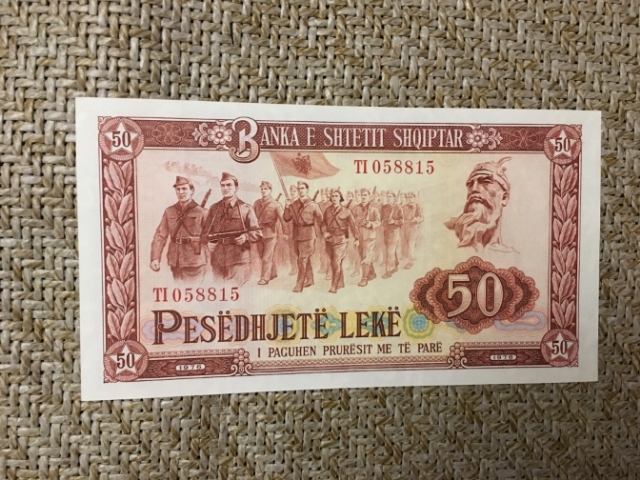 50 BANKA E SHTETIT SHQIPTAR 50
TI 058815
TI 058815
50
PESËDHJETË LEKË
I PAGUHEN PRURËSIT ME TË PARË
50 1976 1976 50